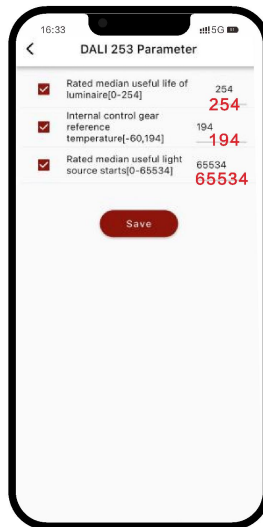 16:33
5G
DALI 253 Parameter
Rated median useful life of
luminaire[0-254]
254
254
Internal control gear
reference
temperature[-60,194]
194
194
Rated median useful light
source starts[0-65534]
65534
65534
Save